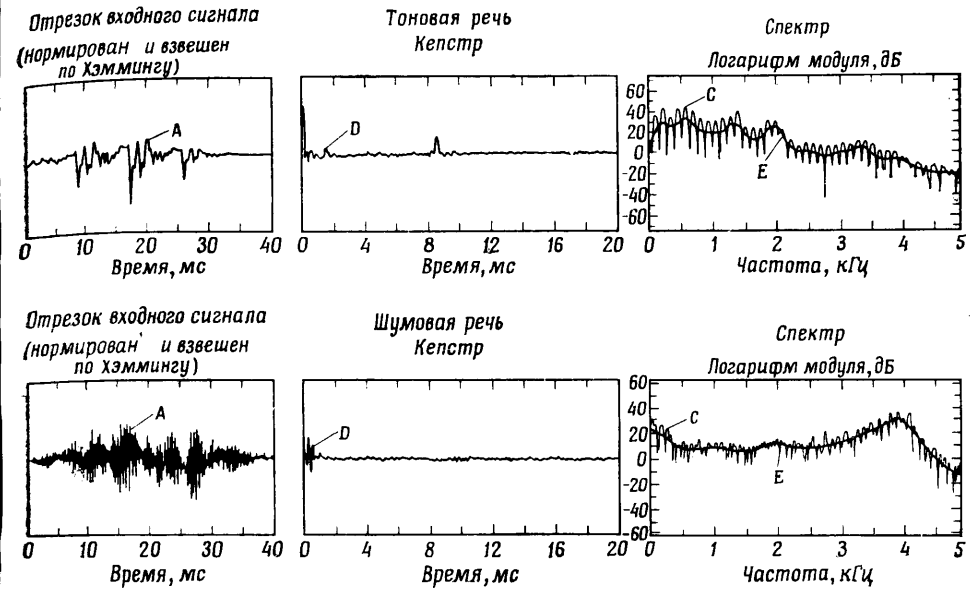 Отрезок входного сигнала
(нормирован и взвешен
по Хэммингу)
Тоновая речь
Кепстр
Спектр
Логарифм модуля, дБ
A
D
C
E
60
40
20
0
-20
-40
-60
0 10 20 30 40
Время, мс
0 4 8 12 16 20
Время, мс
0 1 2 3 4 5
Частота, кГц
Отрезок входного сигнала
(нормирован и взвешен
по Хэммингу)
Шумовая речь
Кепстр
Спектр
Логарифм модуля, дБ
A
D
C
E
60
40
20
0
-20
-40
-60
0 10 20 30 40
Время, мс
0 4 8 12 16 20
Время, мс
0 1 2 3 4 5
Частота, кГц